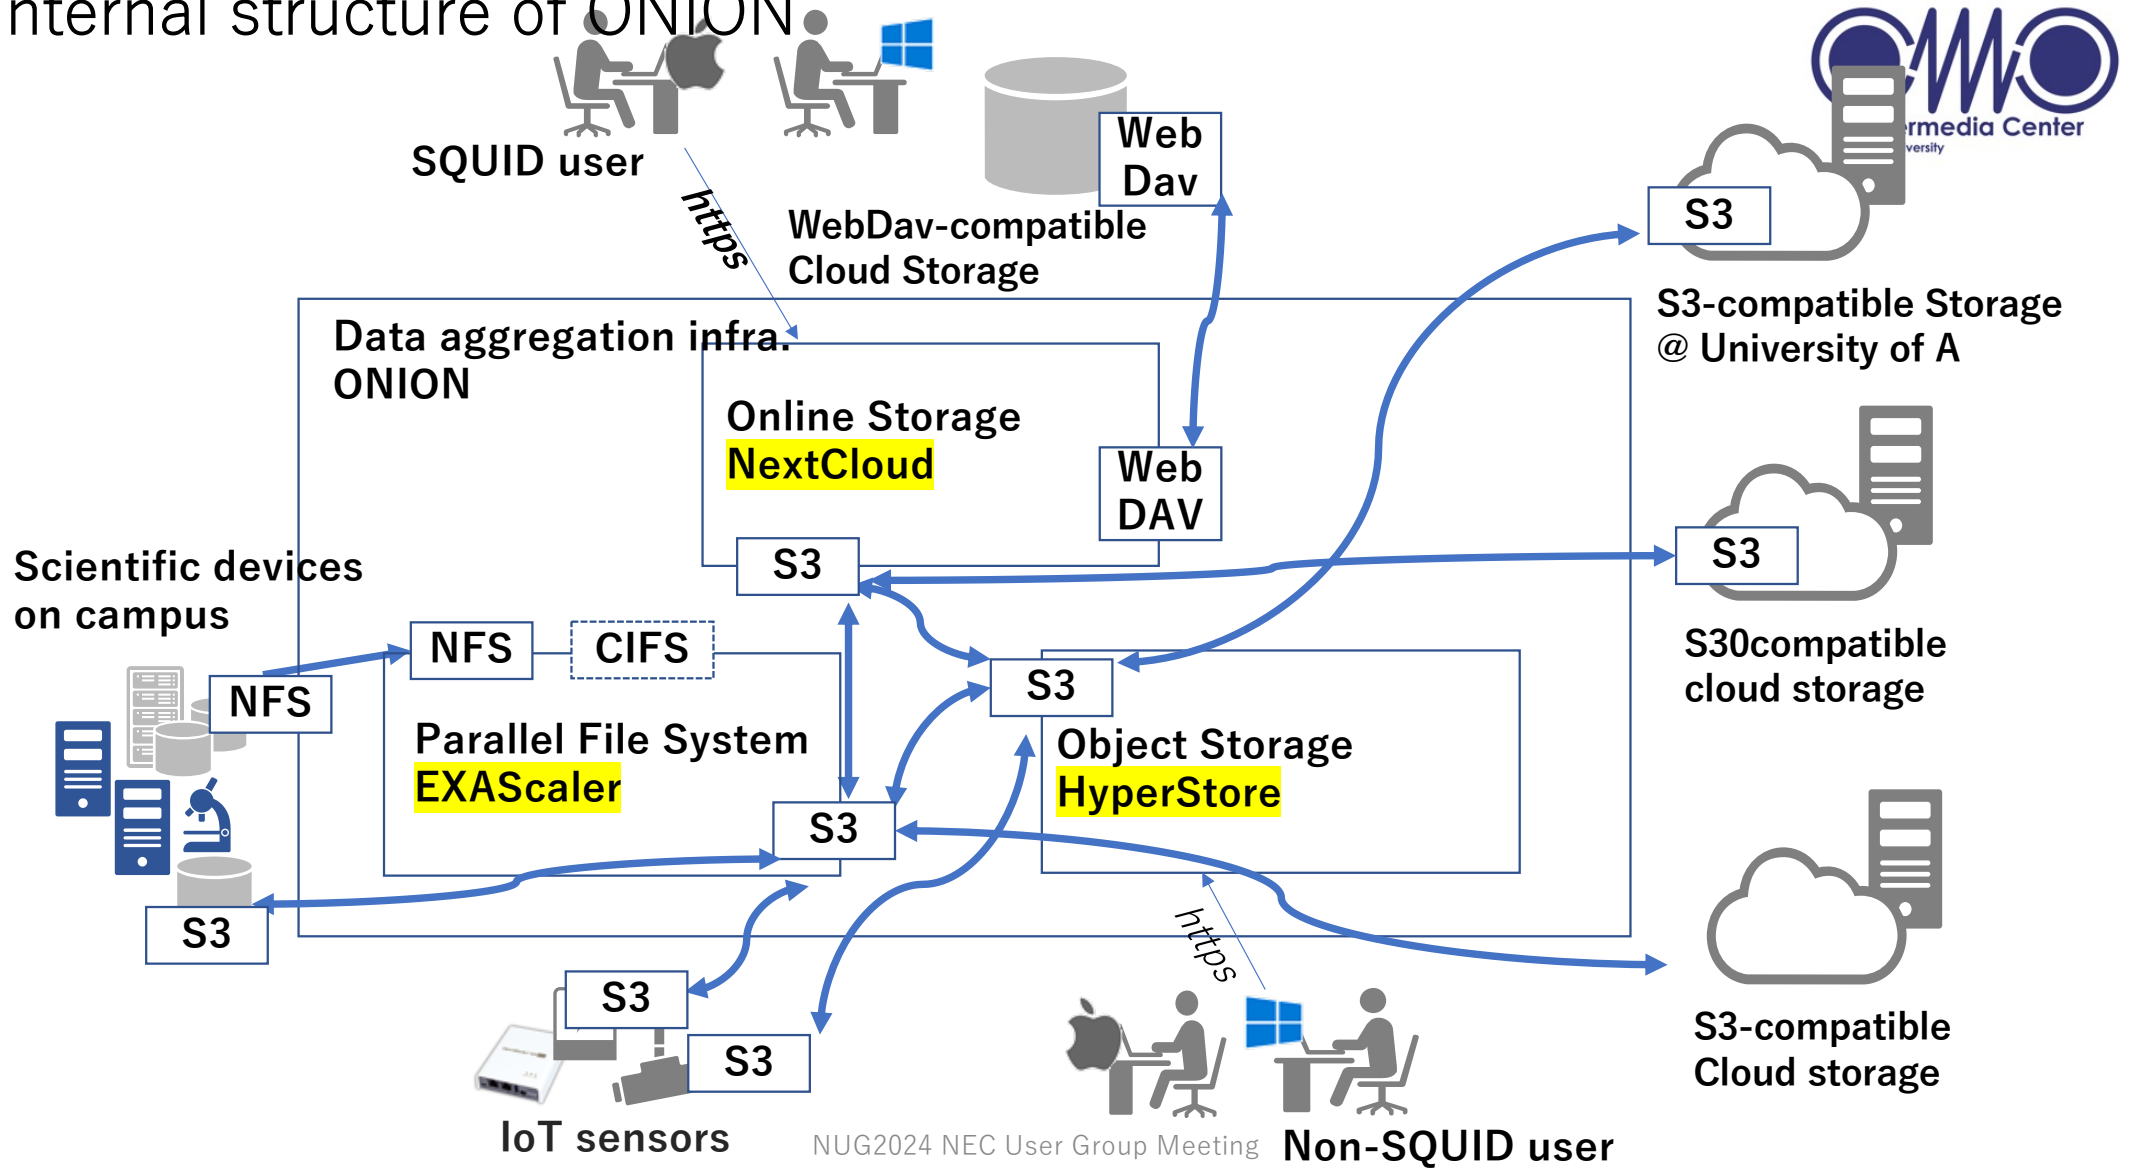 nternal structure of ONION
ermedia Center
versity
SQUID user
https
Web
Dav
WebDav-compatible
Cloud Storage
S3
S3-compatible Storage
@ University of A
Data aggregation infra.
ONION
Online Storage
NextCloud
Web
DAV
S3
S3
S30compatible
cloud storage
Scientific devices
on campus
NFS
NFS
CIFS
Parallel File System
EXAScaler
S3
S3
Object Storage
HyperStore
S3
https
S3
S3
IoT sensors
S3-compatible
Cloud storage
NUG2024 NEC User Group Meeting
Non-SQUID user